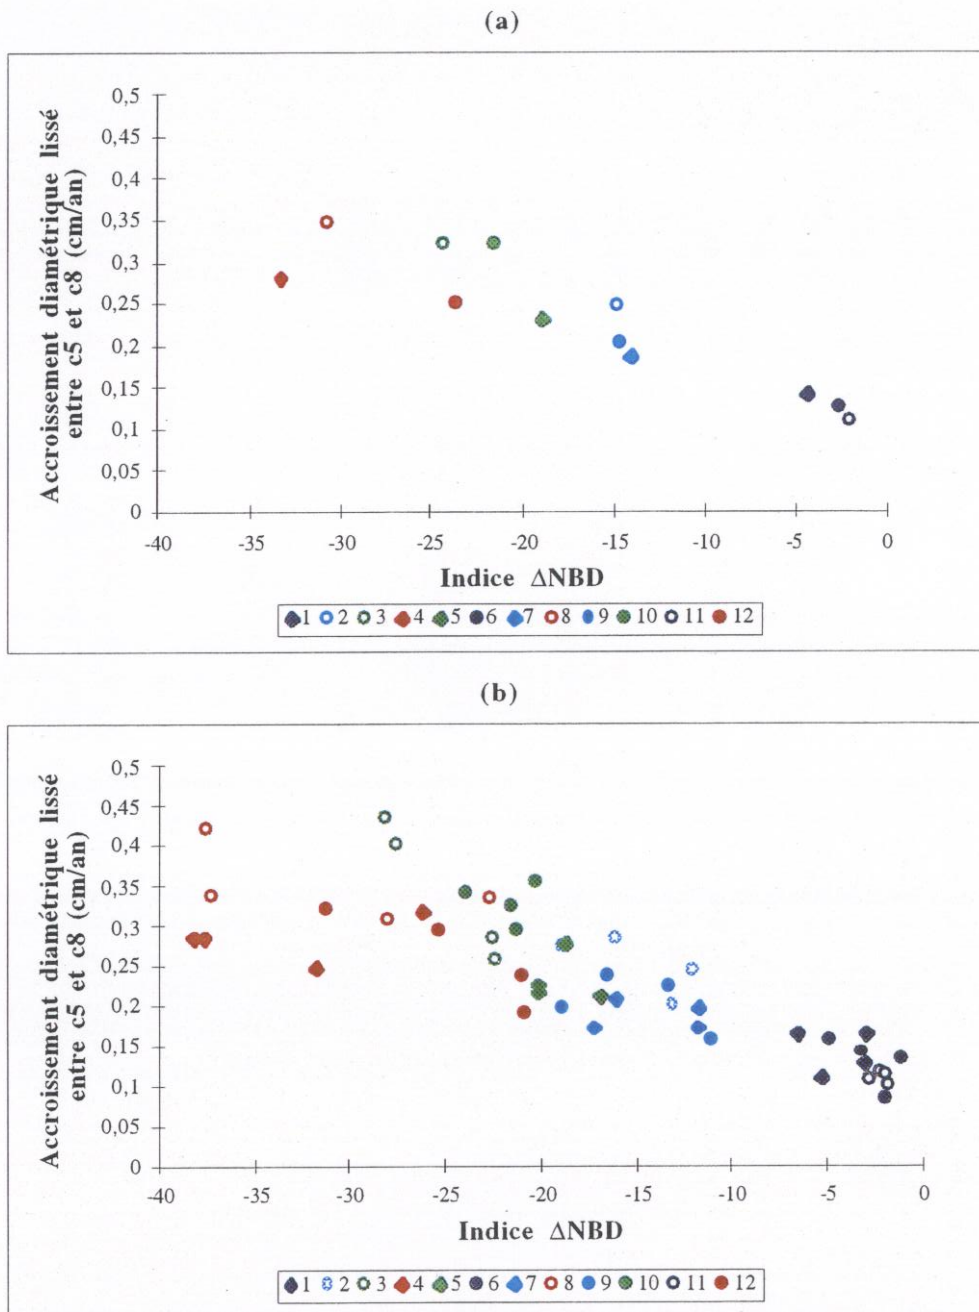 (a)
Accroissement diamétrique lissé
entre c5 et c8 (cm/an)
0,5
0,45
0,4
0,35
0,3
0,25
0,2
0,15
0,1
0,05
0
-40 -35 -30 -25 -20 -15 -10 -5 0
Indice ΔNBD
1 2 3 4 5 6 7 8 9 10 11 12
(b)
Accroissement diamétrique lissé
entre c5 et c8 (cm/an)
0,5
0,45
0,4
0,35
0,3
0,25
0,2
0,15
0,1
0,05
0
-40 -35 -30 -25 -20 -15 -10 -5 0
Indice ΔNBD
1 2 3 4 5 6 7 8 9 10 11 12